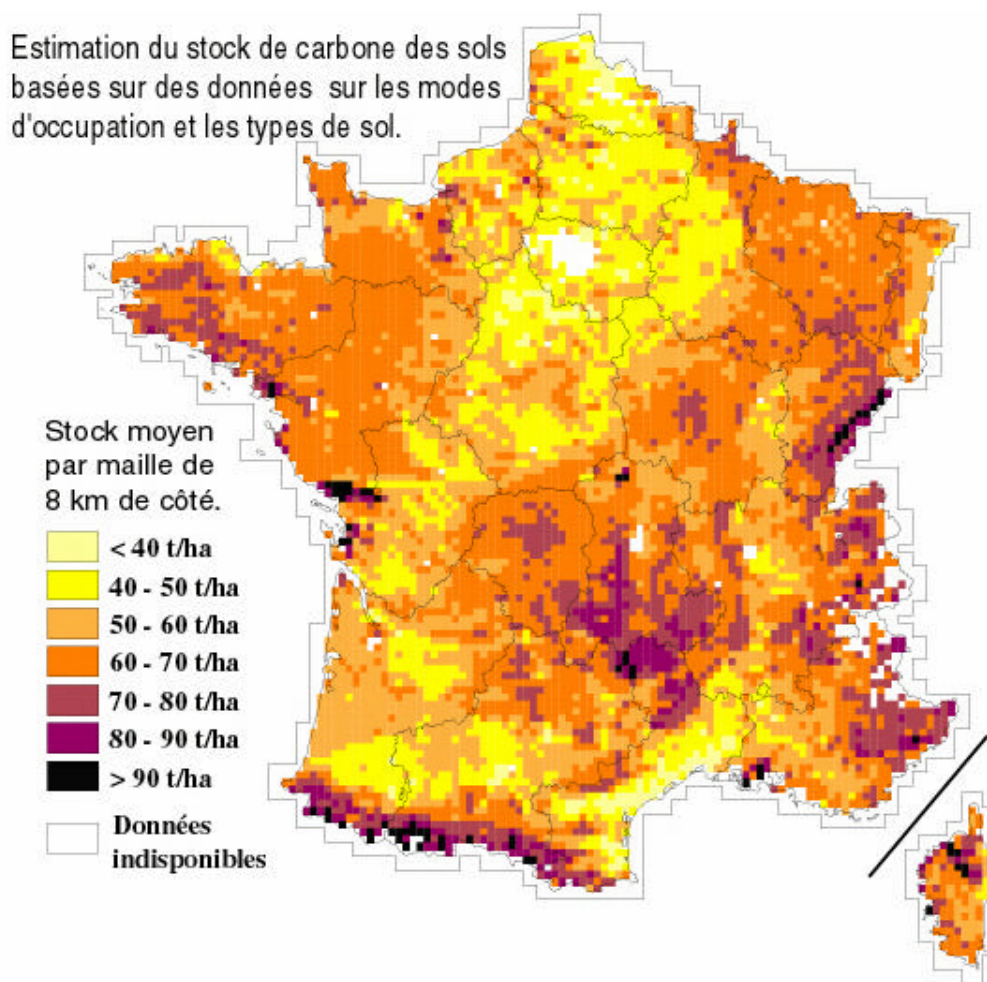 Estimation du stock de carbone des sols
basées sur des données sur les modes
d'occupation et les types de sol.
Stock moyen
par maille de
8 km de côté.
< 40 t/ha
40 - 50 t/ha
50 - 60 t/ha
60 - 70 t/ha
70 - 80 t/ha
80 - 90 t/ha
> 90 t/ha
Données
indisponibles